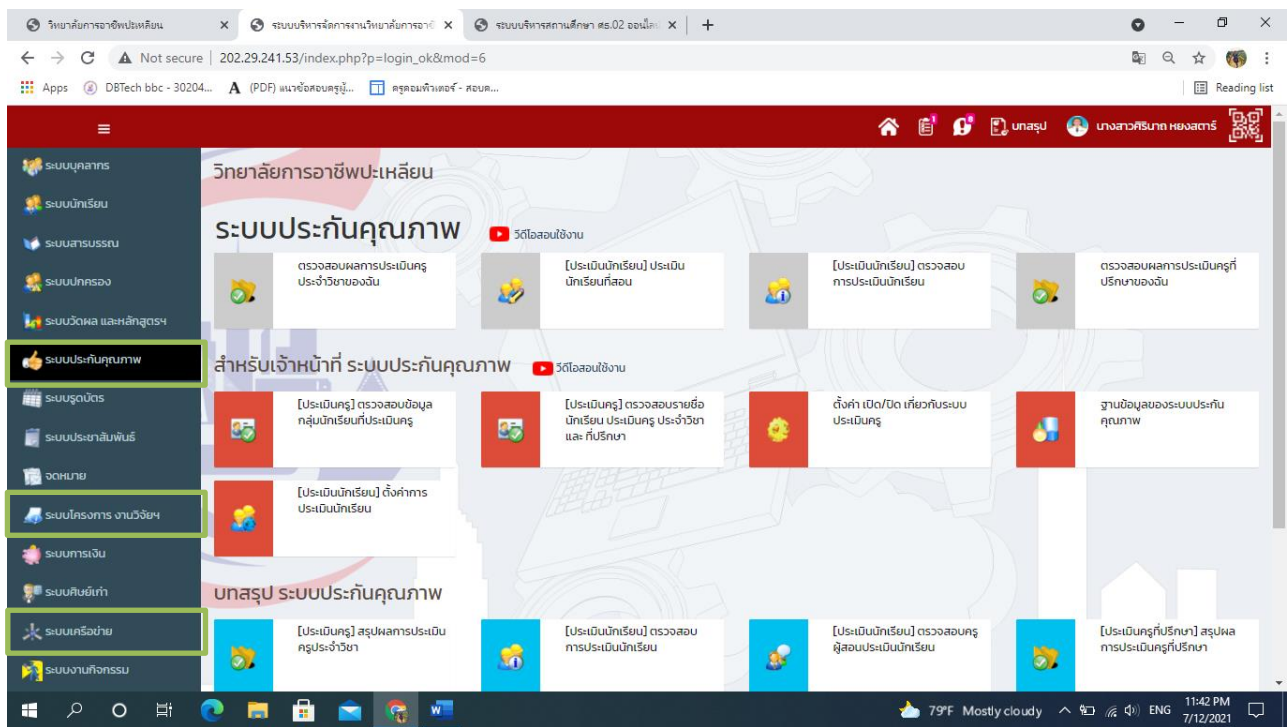 วิทยาลัยการอาชีพปะเหลียน
ระบบบริหารจัดการงานวิทยาลัยการอาชี
ระบบบริหารสถานศึกษา ศธ.02 ออนไลน
Not secure | 202.29.241.53/index.php?p=login_ok&mod=6
Apps
DBTech bbc - 30204...
(PDF) แนวข้อสอบครูผู้...
ครูคอมพิวเตอร์ - สอบค...
Reading list
บทสรุป
นางสาวศิรินาถ หยงสตาร์
ระบบบุคลากร
ระบบนักเรียน
ระบบสารบรรณ
ระบบปกครอง
ระบบวัดผล และหลักสูตรฯ
ระบบประกันคุณภาพ
ระบบรูดบัตร
ระบบประชาสัมพันธ์
จดหมาย
ระบบโครงการ งานวิจัยฯ
ระบบการเงิน
ระบบศิษย์เก่า
ระบบเครือข่าย
ระบบงานกิจกรรม
วิทยาลัยการอาชีพปะเหลียน
ระบบประกันคุณภาพ
วีดีโอสอนใช้งาน
ตรวจสอบผลการประเมินครู
ประจำวิชาของฉัน
[ประเมินนักเรียน] ประเมิน
นักเรียนที่สอน
[ประเมินนักเรียน] ตรวจสอบ
การประเมินนักเรียน
ตรวจสอบผลการประเมินครูที่
ปรึกษาของฉัน
สำหรับเจ้าหน้าที่ ระบบประกันคุณภาพ
วีดีโอสอนใช้งาน
[ประเมินครู] ตรวจสอบข้อมูล
กลุ่มนักเรียนที่ประเมินครู
[ประเมินครู] ตรวจสอบรายชื่อ
นักเรียน ประเมินครู ประจำวิชา
และ ที่ปรึกษา
ตั้งค่า เปิด/ปิด เกี่ยวกับระบบ
ประเมินครู
ฐานข้อมูลของระบบประกัน
คุณภาพ
[ประเมินนักเรียน] ตั้งค่าการ
ประเมินนักเรียน
บทสรุป ระบบประกันคุณภาพ
[ประเมินครู] สรุปผลการประเมิน
ครูประจำวิชา
[ประเมินนักเรียน] ตรวจสอบ
การประเมินนักเรียน
[ประเมินนักเรียน] ตรวจสอบครู
ผู้สอนประเมินนักเรียน
[ประเมินครูที่ปรึกษา] สรุปผล
การประเมินครูที่ปรึกษา
79°F Mostly cloudy
ENG
11:42 PM
7/12/2021